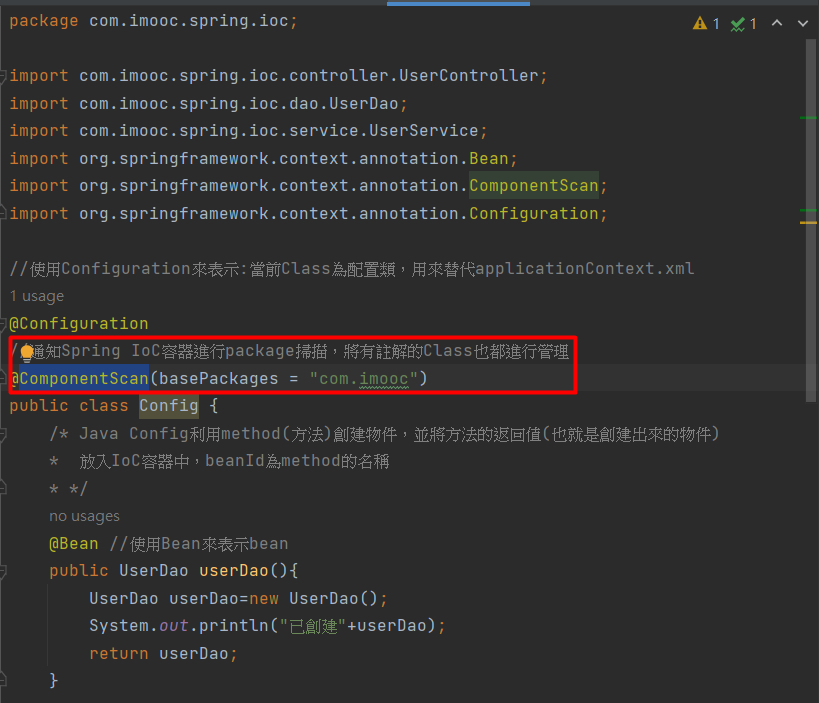 package com.imooc.spring.ioc;
1 1
import com.imooc.spring.ioc.controller.UserController;
import com.imooc.spring.ioc.dao.UserDao;
import com.imooc.spring.ioc.service.UserService;
import org.springframework.context.annotation.Bean;
import org.springframework.context.annotation.ComponentScan;
import org.springframework.context.annotation.Configuration;
//使用Configuration來表示:當前Class為配置類，用來替代applicationContext.xml
1 usage
@Configuration
/通知Spring IoC容器進行package掃描，將有註解的Class也都進行管理
@ComponentScan(basePackages = "com.imooc")
public class Config {
/* Java Config利用method(方法)創建物件，並將方法的返回值(也就是創建出來的物件)
* 放入IoC容器中，beanId為method的名稱
* */
no usages
@Bean //使用Bean來表示bean
public UserDao userDao(){
UserDao userDao=new UserDao();
System.out.println("已創建"+userDao);
return userDao;
}